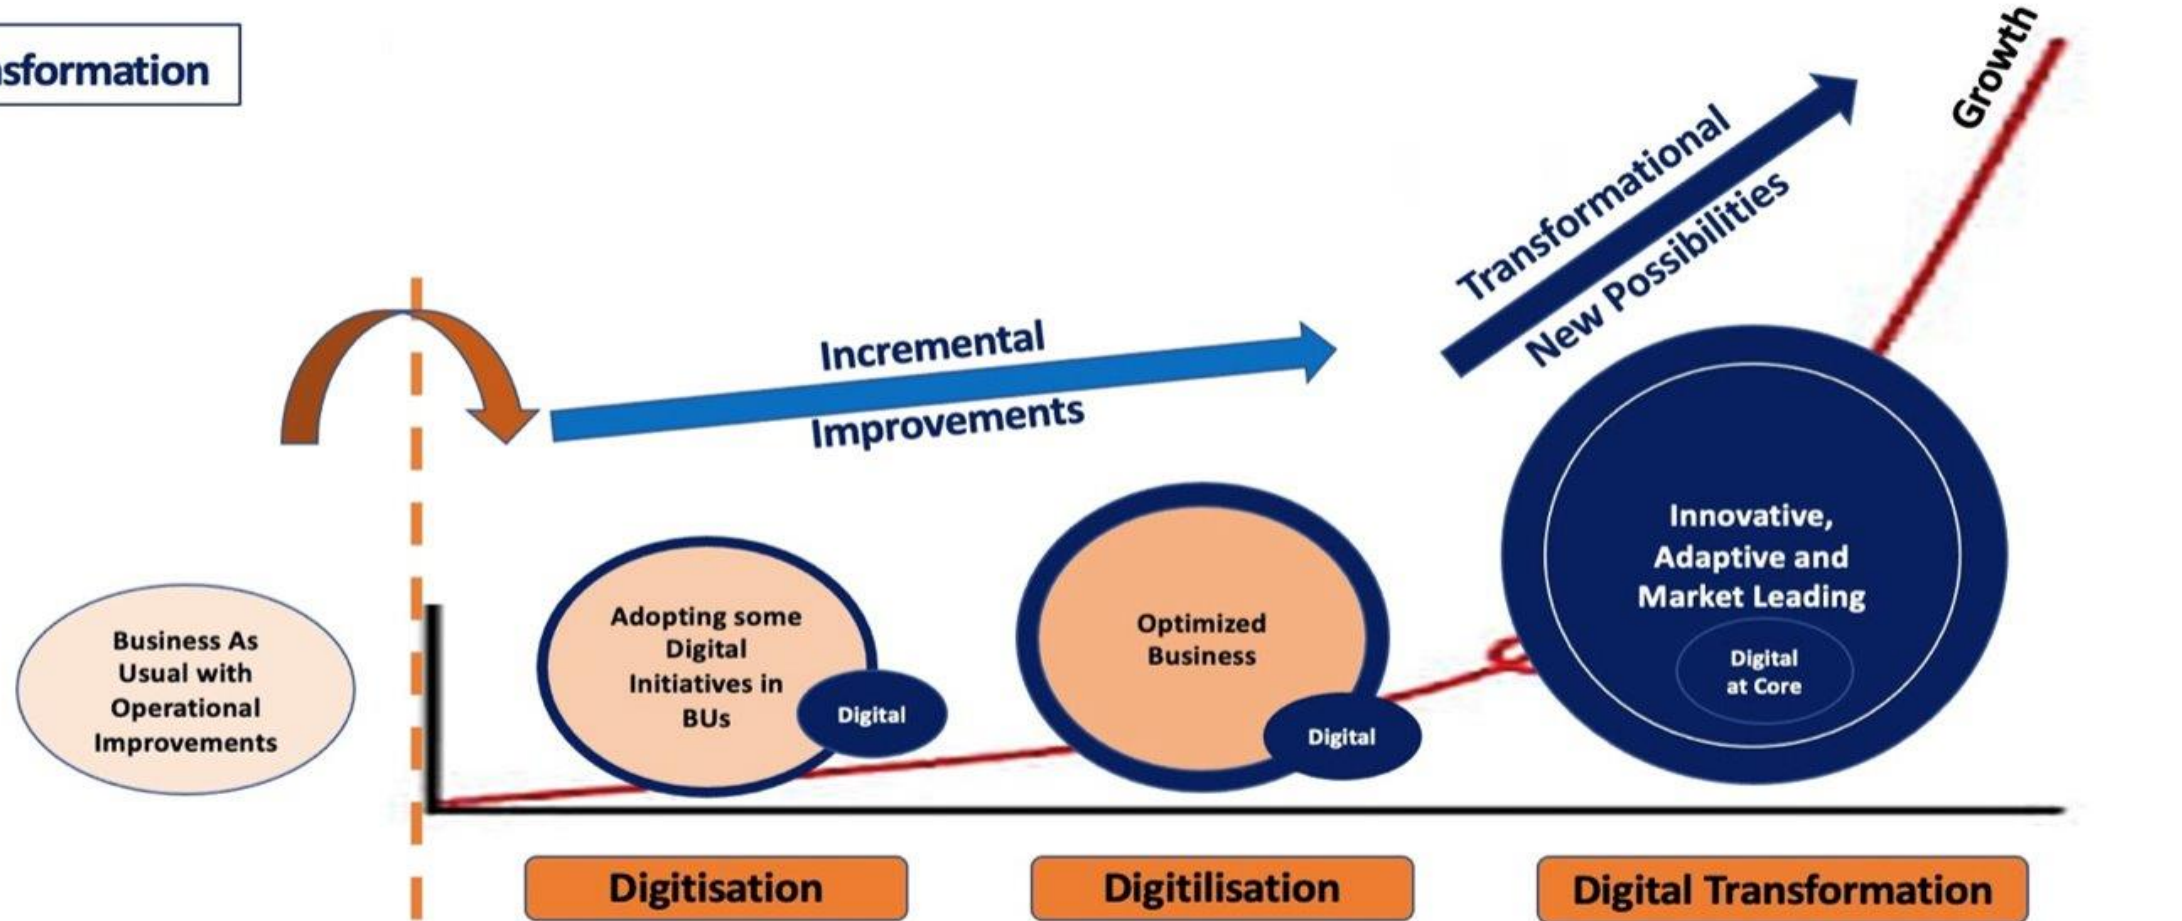 sformation
Growth
Transformational
New Possibilities
Incremental
Improvements
Business As
Usual with
Operational
Improvements
Adopting some
Digital
Initiatives in
BUs
Digital
Optimized
Business
Digital
Innovative,
Adaptive and
Market Leading
Digital
at Core
Digitisation
Digitilisation
Digital Transformation